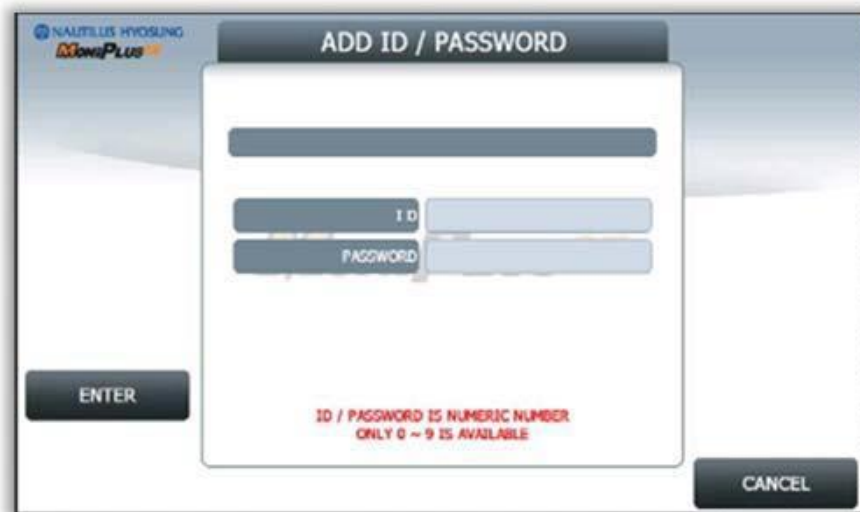 NAUTILUS HYOSUNG
MONIPLUS
ADD ID / PASSWORD
ID
PASSWORD
ENTER
ID / PASSWORD IS NUMERIC NUMBER
ONLY 0 ~ 9 IS AVAILABLE
CANCEL